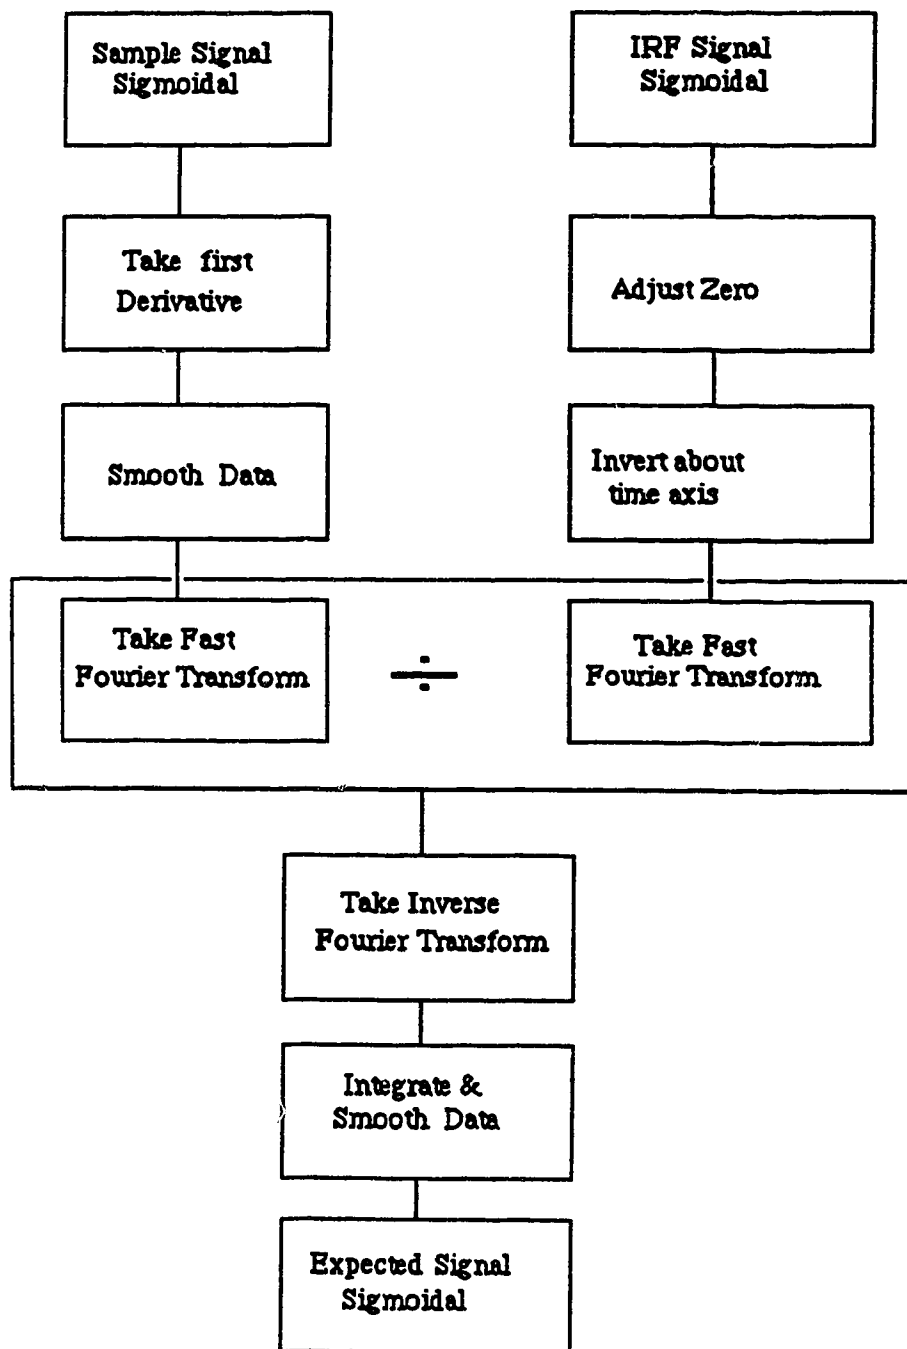 Sample Signal
Sigmoidal
IRF Signal
Sigmoidal
Take first
Derivative
Adjust Zero
Smooth Data
Invert about
time axis
Take Fast
Fourier Transform
÷
Take Fast
Fourier Transform
Take Inverse
Fourier Transform
Integrate &
Smooth Data
Expected Signal
Sigmoidal